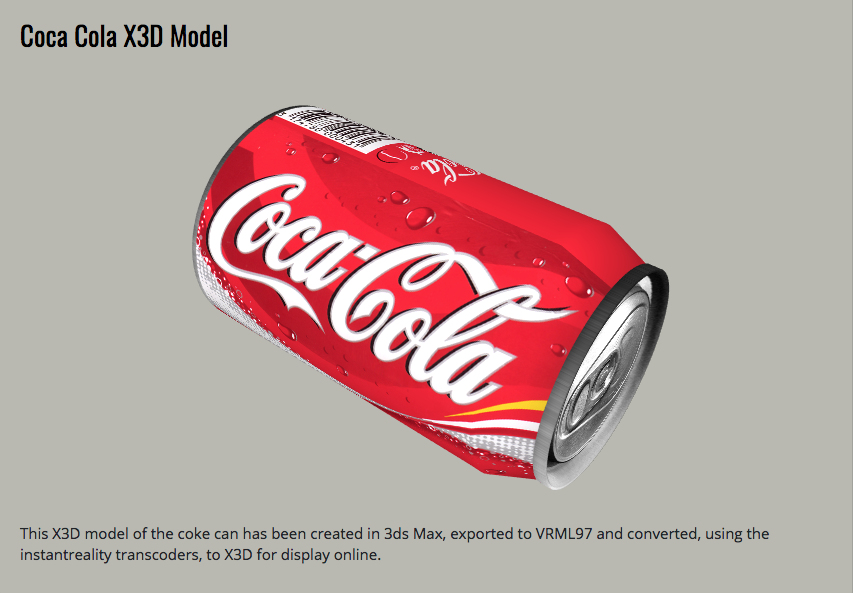 Coca Cola X3D Model
Coca-Cola
This X3D model of the coke can has been created in 3ds Max, exported to VRML97 and converted, using the
instantreality transcoders, to X3D for display online.